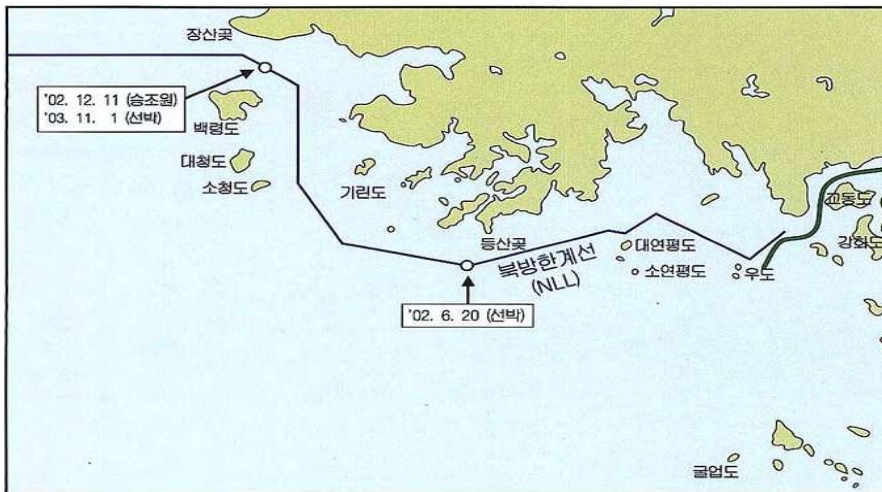 장산곶
'02. 12. 11 (승조원)
'03. 11. 1 (선박)
백령도
대청도
소청도
기린도
등산곶
북방한계선
(NLL)
'02. 6. 20 (선박)
대연평도
소연평도
우도
교동도
강화도
굴업도